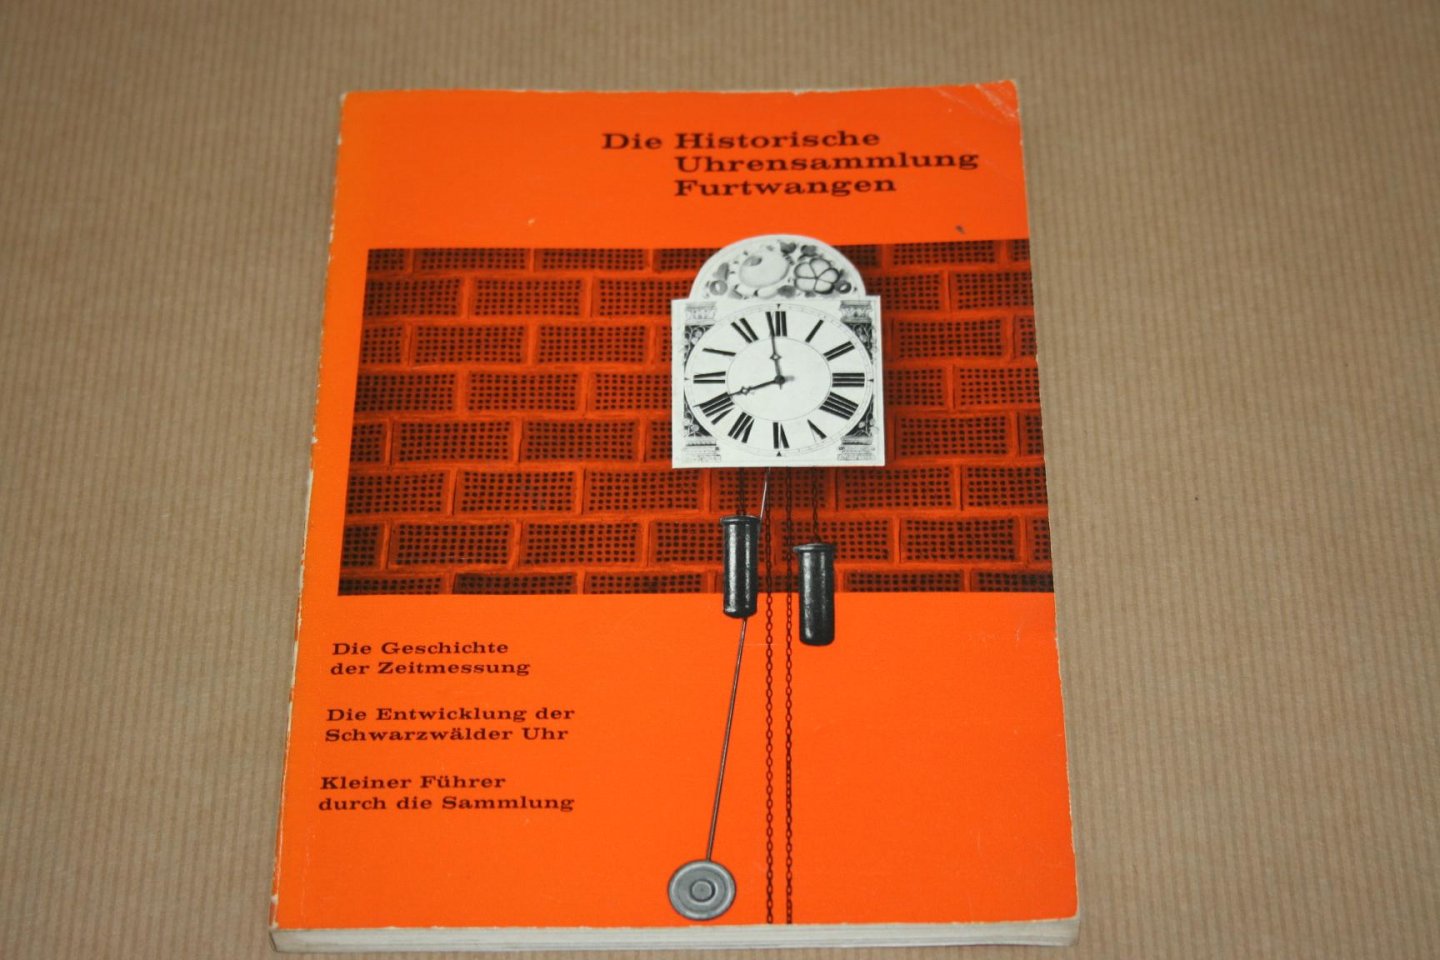 Die Historische
Uhrensammlung
Furtwangen
Die Geschichte
der Zeitmessung
Die Entwicklung der
Schwarzwälder Uhr
Kleiner Führer
durch die Sammlung